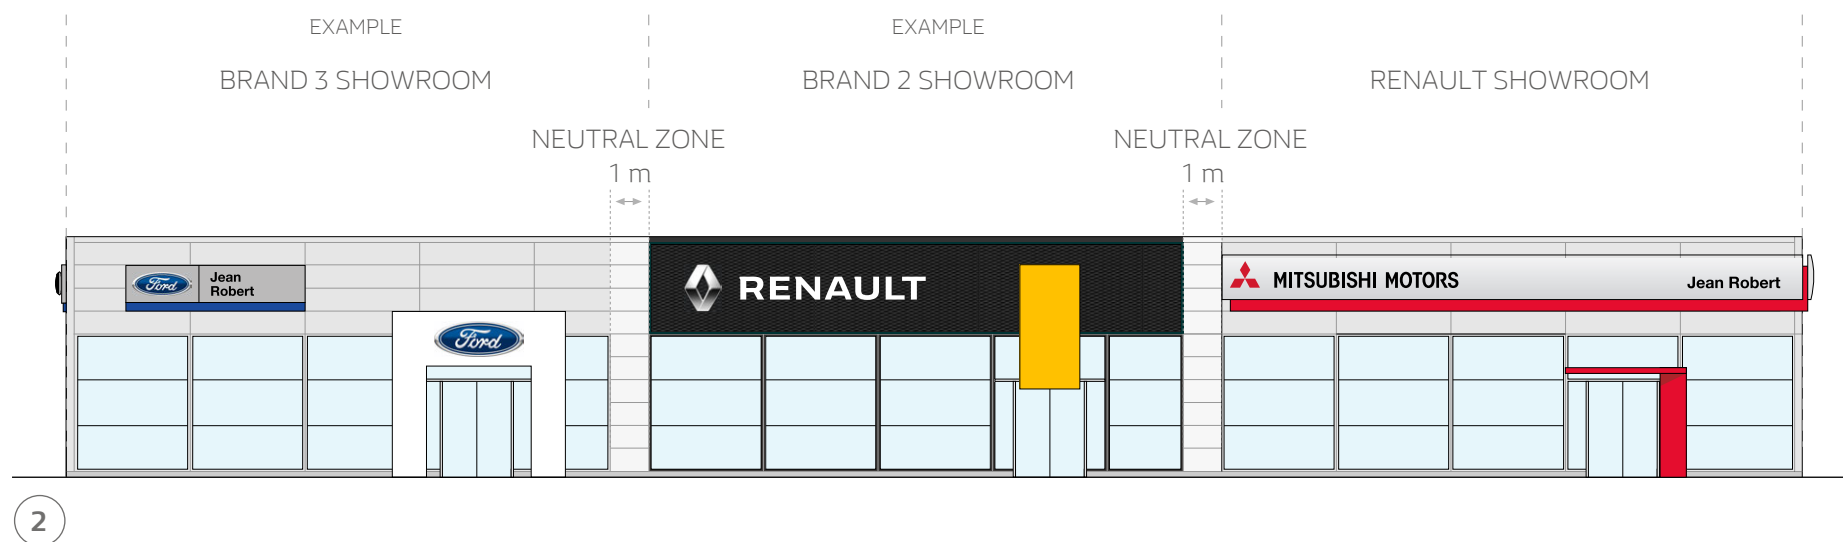 EXAMPLE
EXAMPLE
BRAND 3 SHOWROOM
BRAND 2 SHOWROOM
RENAULT SHOWROOM
NEUTRAL ZONE
1 m
NEUTRAL ZONE
1 m
Ford
Jean
Robert
Ford
RENAULT
MITSUBISHI MOTORS
Jean Robert
2